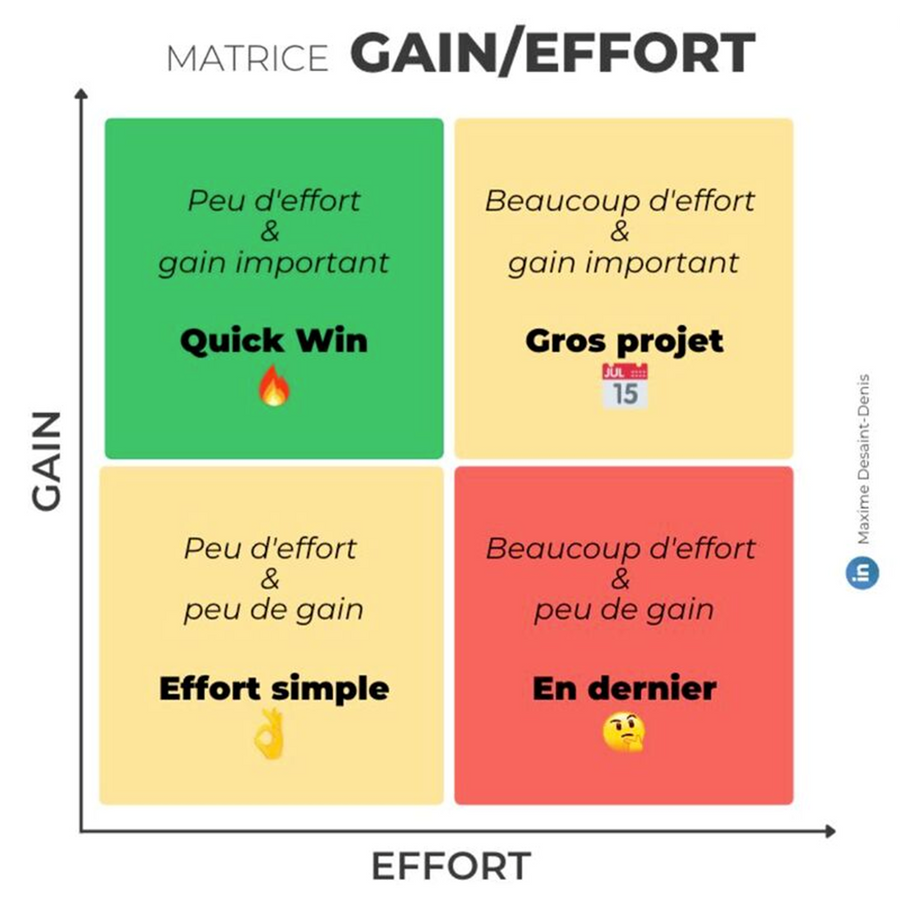 MATRICE GAIN/EFFORT
Peu d'effort
&
gain important
Quick Win
Beaucoup d'effort
&
gain important
Gros projet
JUL
15
GAIN
Peu d'effort
&
peu de gain
Effort simple
Beaucoup d'effort
&
peu de gain
En dernier
EFFORT
Maxime Desaint-Denis
in